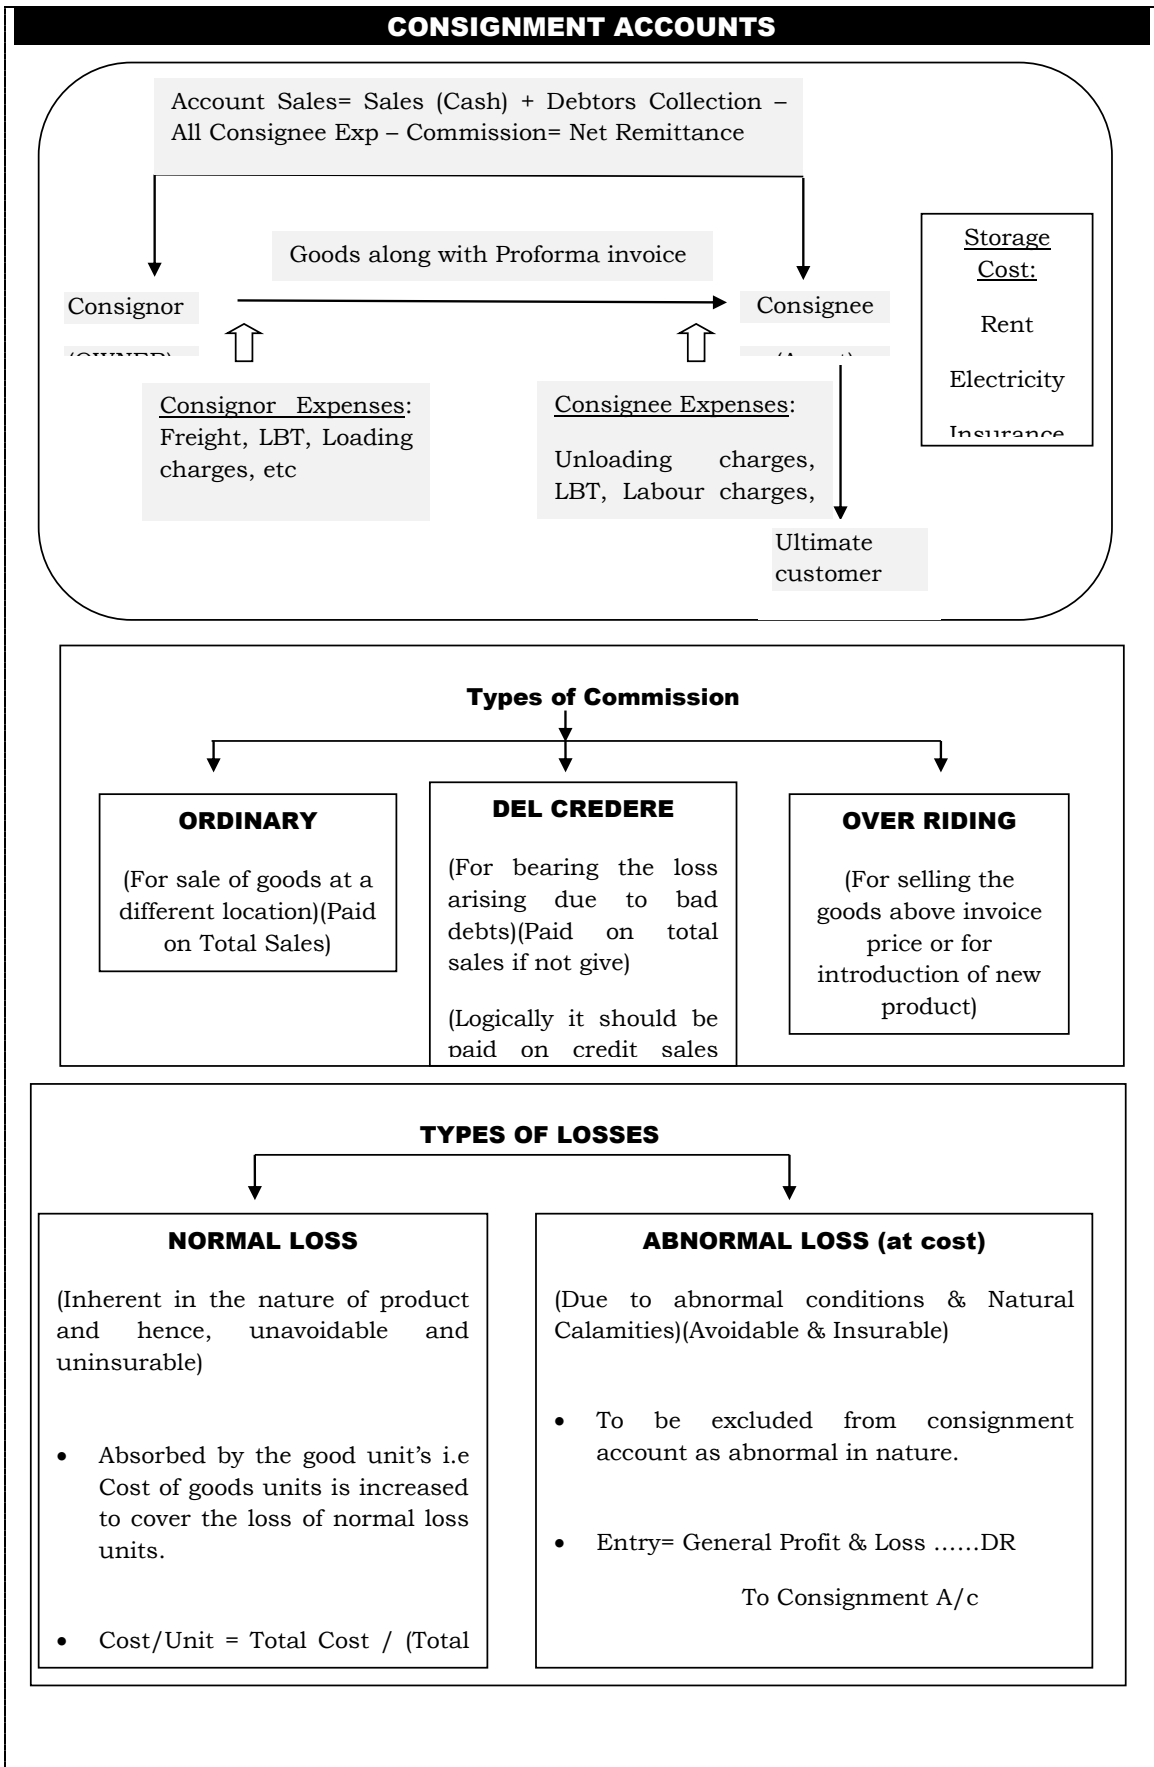 CONSIGNMENT ACCOUNTS
Account Sales= Sales (Cash) + Debtors Collection –
All Consignee Exp – Commission= Net Remittance
Goods along with Proforma invoice
Consignor
(OWNER)
Consignee
Storage
Cost:
Rent
Electricity
Insurance
Consignor Expenses:
Freight, LBT, Loading
charges, etc
Consignee Expenses:
Unloading charges,
LBT, Labour charges,
Ultimate
customer
Types of Commission
ORDINARY
(For sale of goods at a
different location)(Paid
on Total Sales)
DEL CREDERE
(For bearing the loss
arising due to bad
debts)(Paid on total
sales if not give)
(Logically it should be
paid on credit sales
OVER RIDING
(For selling the
goods above invoice
price or for
introduction of new
product)
TYPES OF LOSSES
NORMAL LOSS
(Inherent in the nature of product
and hence, unavoidable and
uninsurable)
• Absorbed by the good unit’s i.e
Cost of goods units is increased
to cover the loss of normal loss
units.
• Cost/Unit = Total Cost / (Total
ABNORMAL LOSS (at cost)
(Due to abnormal conditions & Natural
Calamities)(Avoidable & Insurable)
• To be excluded from consignment
account as abnormal in nature.
• Entry= General Profit & Loss ……DR
To Consignment A/c